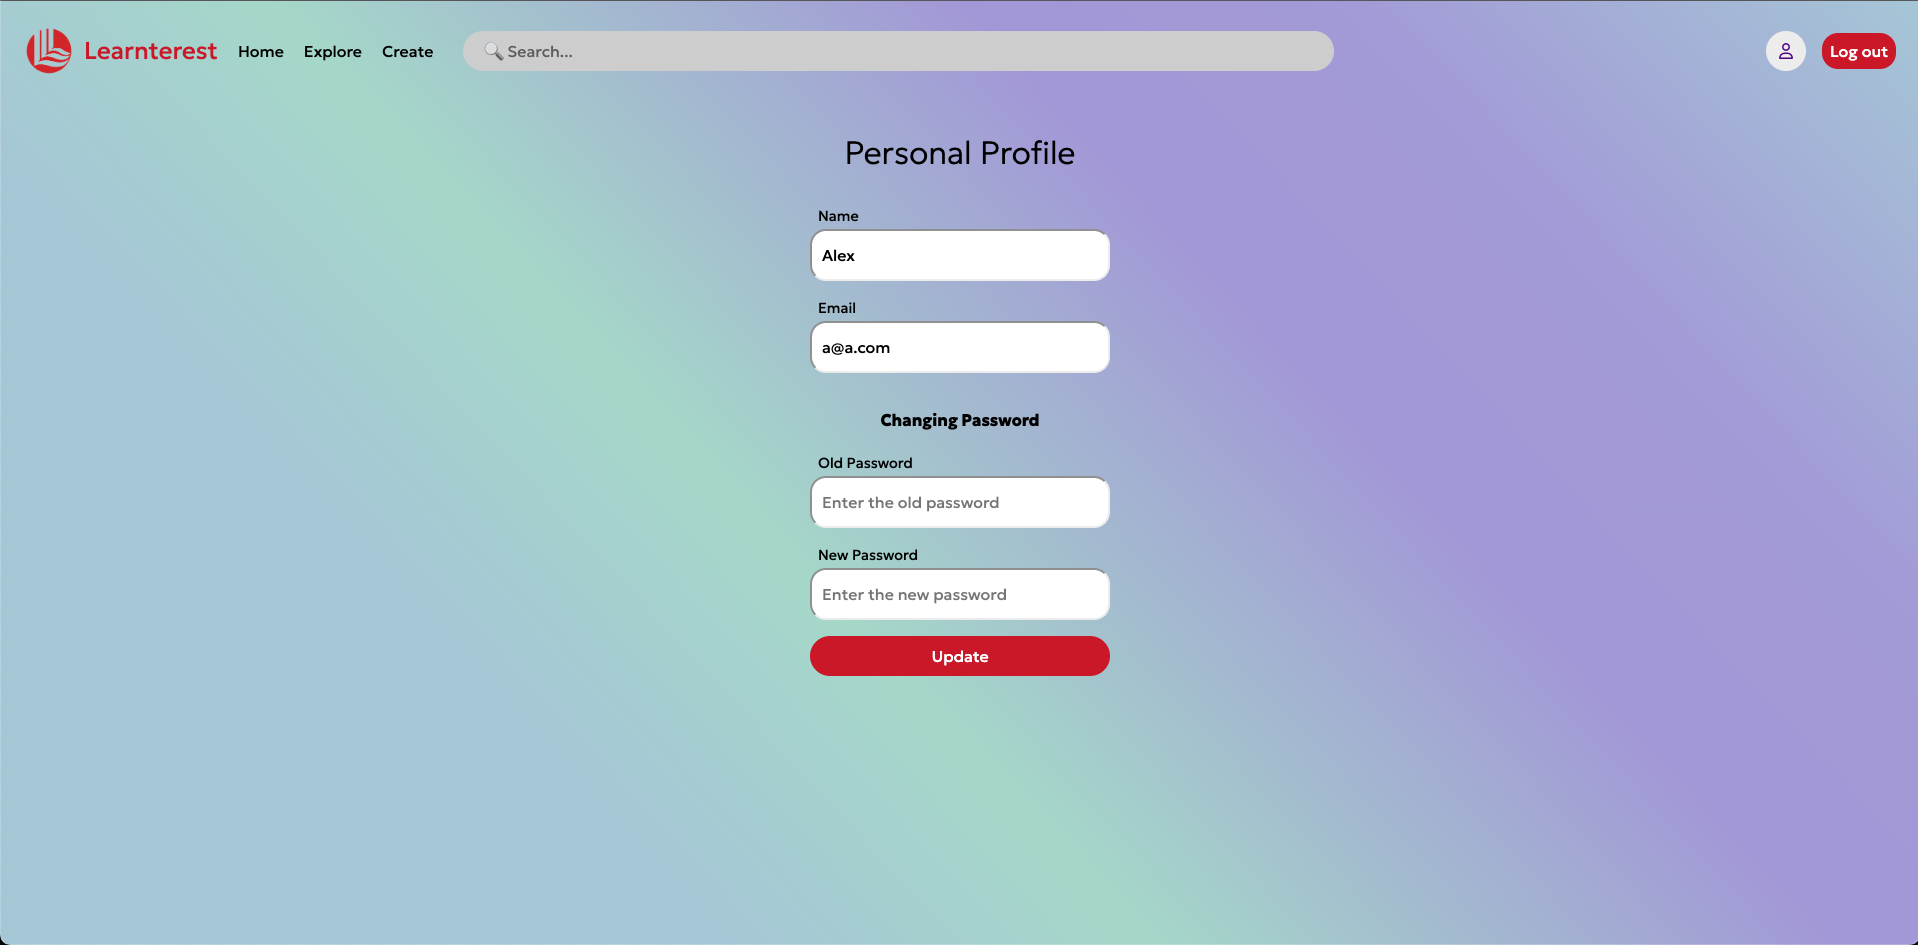 Learnterest Home Explore Create 🔍 Search... Log out
Personal Profile
Name
Alex
Email
a@a.com
Changing Password
Old Password
Enter the old password
New Password
Enter the new password
Update